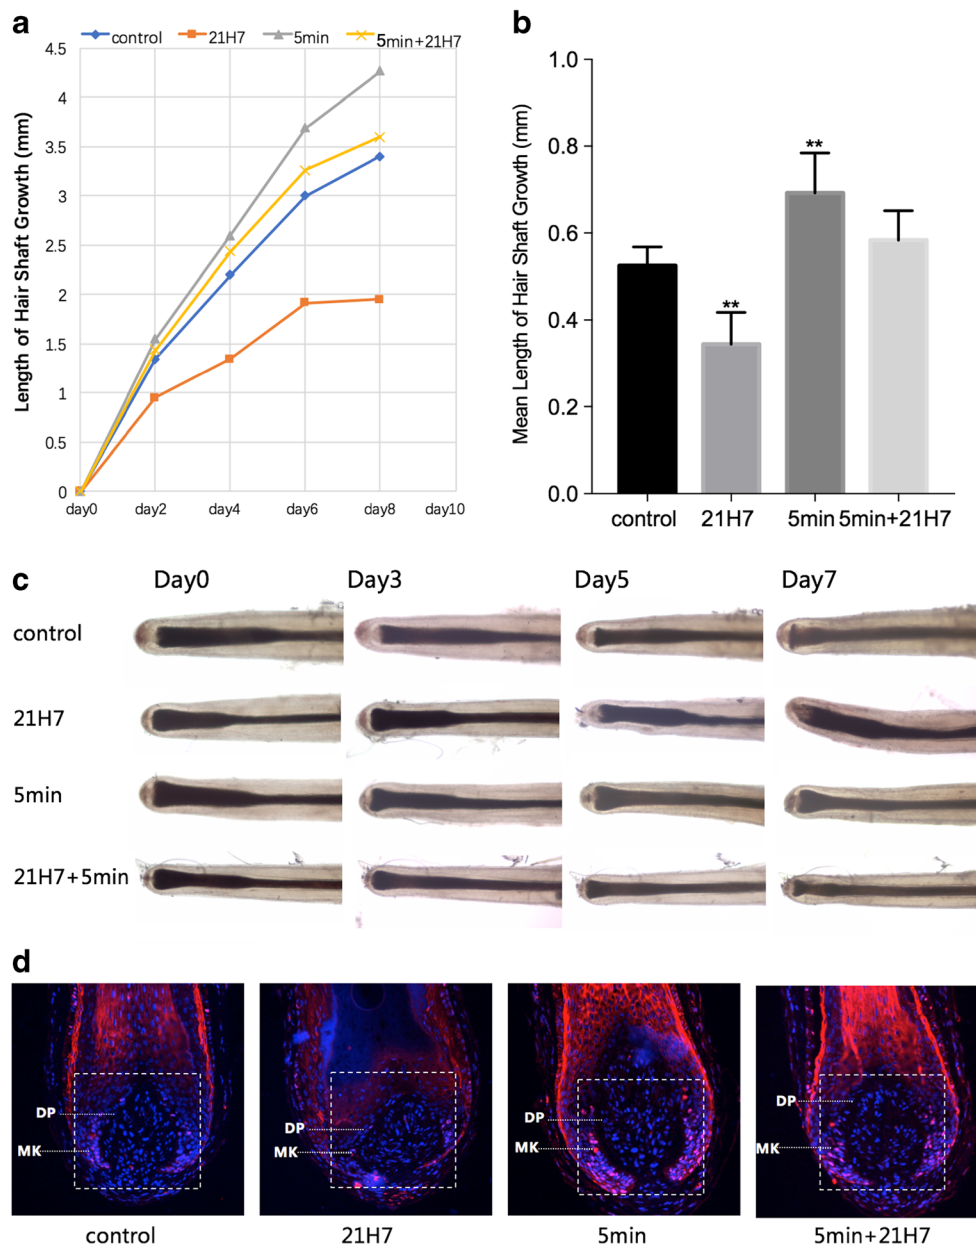 a
control 21H7 5min 5min+21H7
Length of Hair Shaft Growth (mm)
4.5
4
3.5
3
2.5
2
1.5
1
0.5
0
day0 day2 day4 day6 day8 day10
b
Mean Length of Hair Shaft Growth (mm)
1.0
0.8
0.6
0.4
0.2
0.0
**
**
control 21H7 5min 5min+21H7
c
Day0 Day3 Day5 Day7
control
21H7
5min
21H7+5min
d
DP
MK
DP
MK
DP
MK
DP
MK
control 21H7 5min 5min+21H7